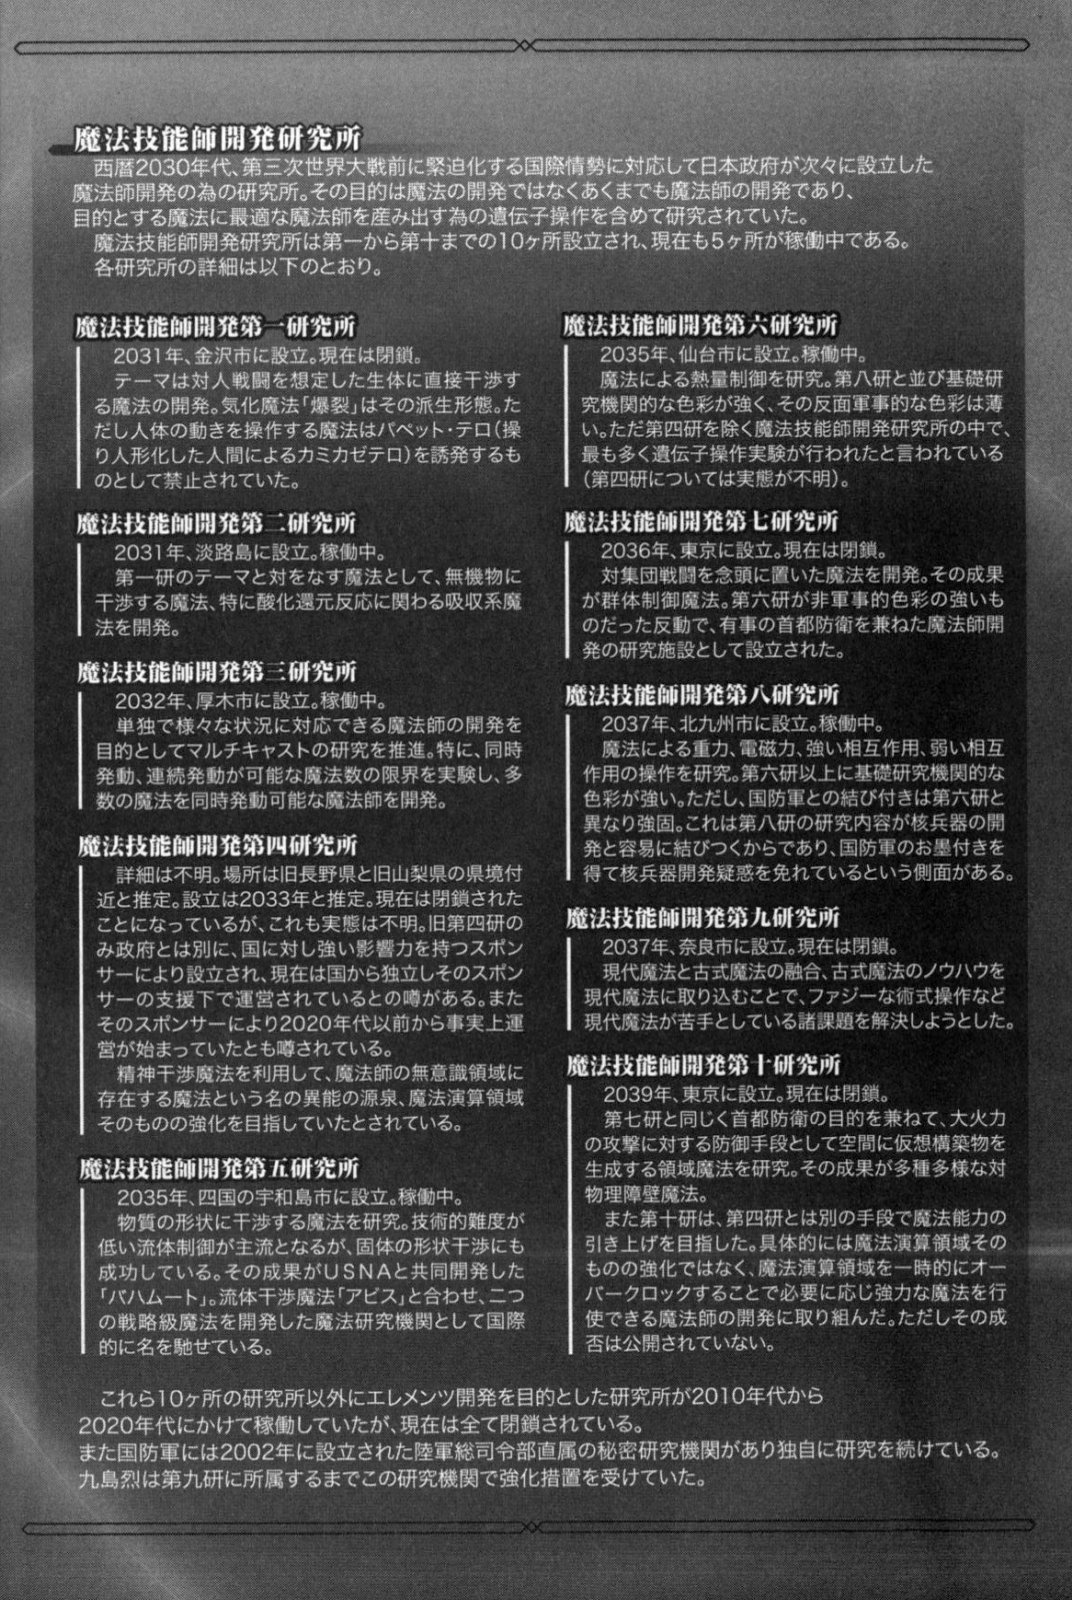 魔法技能師開発研究所
西暦2030年代、第三次世界大戦前に緊迫化する国際情勢に対応して日本政府が次々に設立した
魔法師開発の為の研究所。その目的は魔法の開発ではなくあくまでも魔法師の開発であり、
目的とする魔法に最適な魔法師を産み出す為の遺伝子操作を含めて研究されていた。
魔法技能師開発研究所は第一から第十までの10ヶ所設立され、現在も5ヶ所が稼働中である。
各研究所の詳細は以下のとおり。
魔法技能師開発第一研究所
2031年、金沢市に設立。現在は閉鎖。
テーマは対人戦闘を想定した生体に直接干渉す
る魔法の開発。気化魔法「爆裂」はその派生形態。た
だし人体の動きを操作する魔法はパペット・テロ（操
り人形化した人間によるカミカゼテロ）を誘発するも
のとして禁止されていた。
魔法技能師開発第二研究所
2031年、淡路島に設立。稼働中。
第一研のテーマと対をなす魔法として、無機物に
干渉する魔法、特に酸化還元反応に関わる吸収系魔
法を開発。
魔法技能師開発第三研究所
2032年、厚木市に設立。稼働中。
単独で様々な状況に対応できる魔法師の開発を
目的としてマルチキャストの研究を推進。特に、同時
発動、連続発動が可能な魔法数の限界を実験し、多
数の魔法を同時発動可能な魔法師を開発。
魔法技能師開発第四研究所
詳細は不明。場所は旧長野県と旧山梨県の県境付
近と推定。設立は2033年と推定。現在は閉鎖された
ことになっているが、これも実態は不明。旧第四研の
み政府とは別に、国に対し強い影響力を持つスポン
サーにより設立され、現在は国から独立しそのスポン
サーの支援下で運営されているとの噂がある。また
そのスポンサーにより2020年代以前から事実上運
営が始まっていたとも噂されている。
精神干渉魔法を利用して、魔法師の無意識領域に
存在する魔法という名の異能の源泉、魔法演算領域
そのものの強化を目指していたとされている。
魔法技能師開発第五研究所
2035年、四国の宇和島市に設立。稼働中。
物質の形状に干渉する魔法を研究。技術的難度が
低い流体制御が主流となるが、固体の形状干渉にも
成功している。その成果がUSNAと共同開発した
「バハムート」。流体干渉魔法「アビス」と合わせ、二つ
の戦略級魔法を開発した魔法研究機関として国際
的に名を馳せている。
魔法技能師開発第六研究所
2035年、仙台市に設立。稼働中。
魔法による熱量制御を研究。第八研と並び基礎研
究機関的な色彩が強く、その反面軍事的な色彩は薄
い。ただ第四研を除く魔法技能師開発研究所の中で、
最も多く遺伝子操作実験が行われたと言われている
（第四研については実態が不明）。
魔法技能師開発第七研究所
2036年、東京に設立。現在は閉鎖。
対集団戦闘を念頭に置いた魔法を開発。その成果
が群体制御魔法。第六研が非軍事的色彩の強いも
のだった反動で、有事の首都防衛を兼ねた魔法師開
発の研究施設として設立された。
魔法技能師開発第八研究所
2037年、北九州市に設立。稼働中。
魔法による重力、電磁力、強い相互作用、弱い相互
作用の操作を研究。第六研以上に基礎研究機関的な
色彩が強い。ただし、国防軍との結び付きは第六研と
異なり強固。これは第八研の研究内容が核兵器の開
発と容易に結びつくからであり、国防軍のお墨付きを
得て核兵器開発疑惑を免れているという側面がある。
魔法技能師開発第九研究所
2037年、奈良市に設立。現在は閉鎖。
現代魔法と古式魔法の融合、古式魔法のノウハウを
現代魔法に取り込むことで、ファジーな術式操作など
現代魔法が苦手としている諸課題を解決しようとした。
魔法技能師開発第十研究所
2039年、東京に設立。現在は閉鎖。
第七研と同じく首都防衛の目的を兼ねて、大火力
の攻撃に対する防御手段として空間に仮想構築物を
生成する領域魔法を研究。その成果が多種多様な対
物理障壁魔法。
また第十研は、第四研とは別の手段で魔法能力の
引き上げを目指した。具体的には魔法演算領域その
ものの強化ではなく、魔法演算領域を一時的にオー
バークロックすることで必要に応じ強力な魔法を行
使できる魔法師の開発に取り組んだ。ただしその成
否は公開されていない。
これら10ヶ所の研究所以外にエレメンツ開発を目的とした研究所が2010年代から
2020年代にかけて稼働していたが、現在は全て閉鎖されている。
また国防軍には2002年に設立された陸軍総司令部直属の秘密研究機関があり独自に研究を続けている。
九島烈は第九研に所属するまでこの研究機関で強化措置を受けていた。